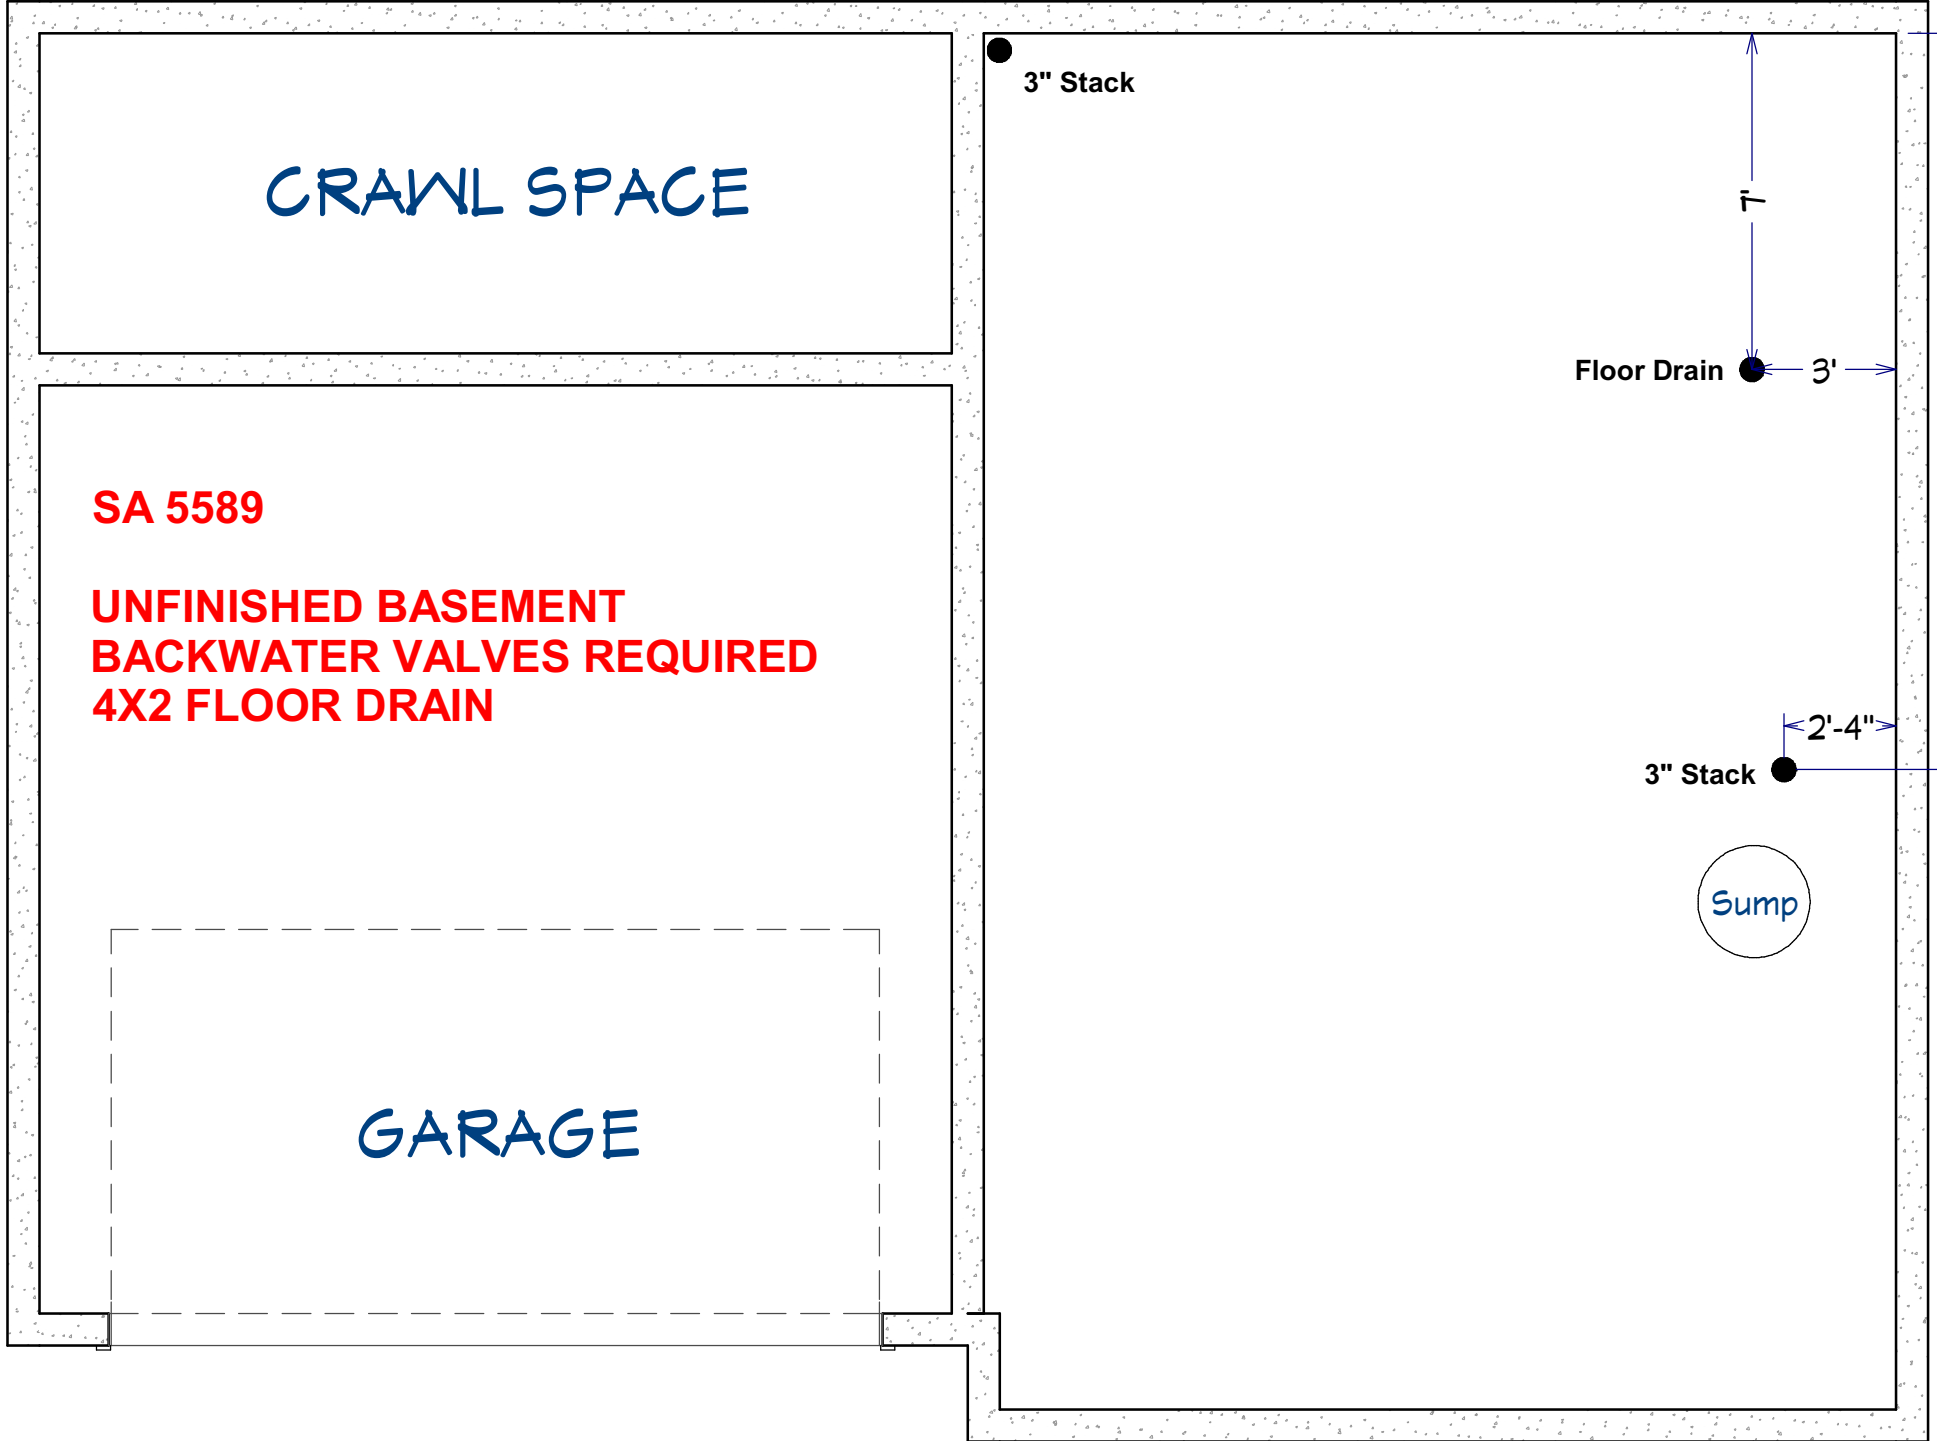 3" Stack
CRAWL SPACE
7'
Floor Drain
3'
SA 5589
UNFINISHED BASEMENT
BACKWATER VALVES REQUIRED
4X2 FLOOR DRAIN
2'-4"
3" Stack
Sump
GARAGE